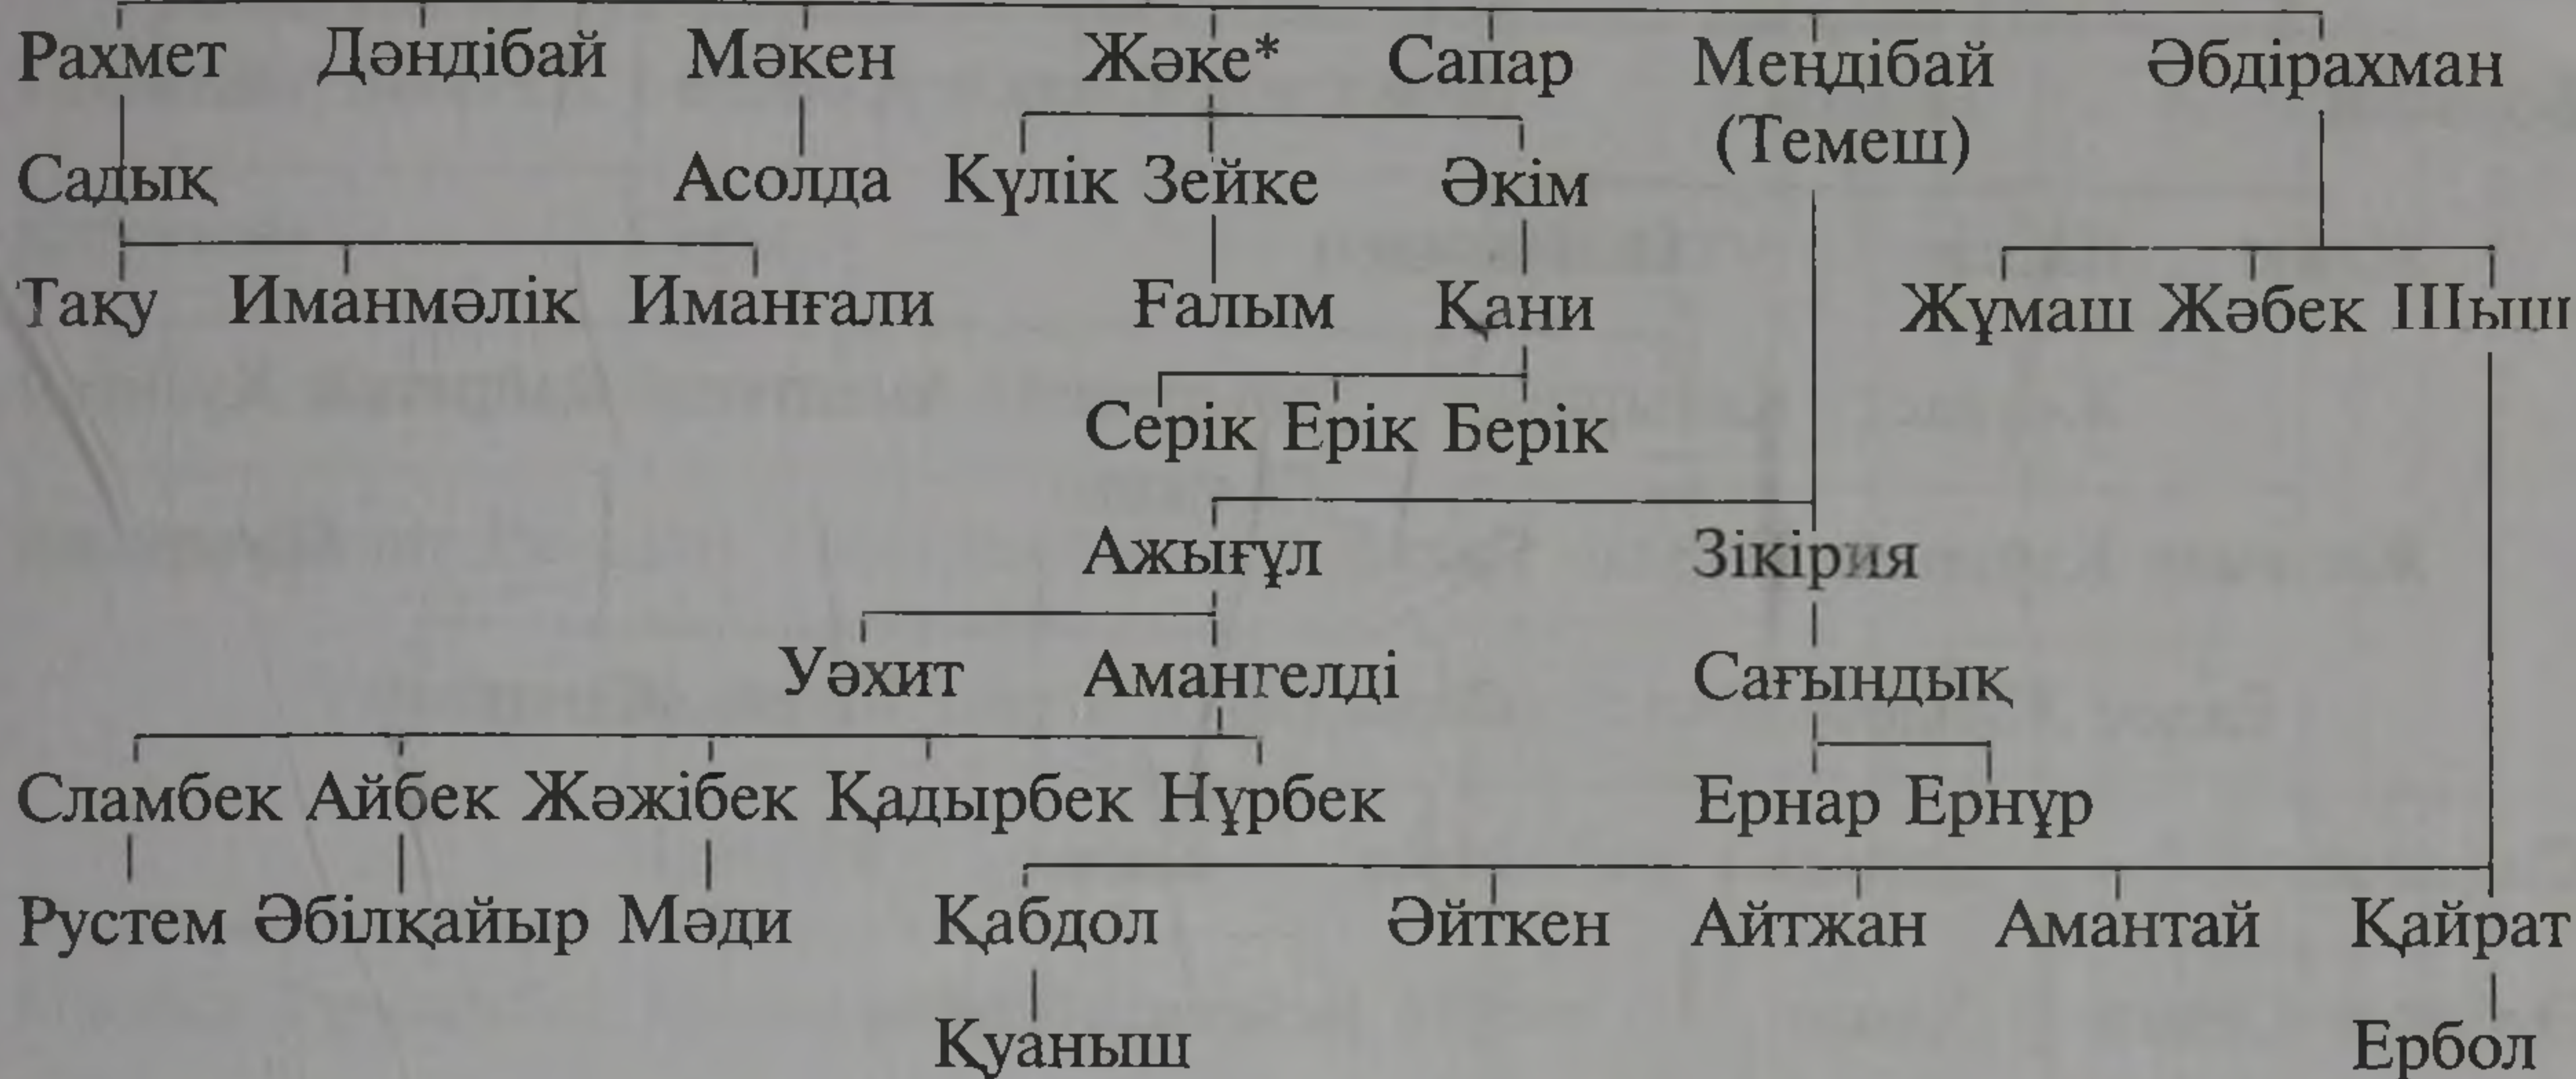 Рахмет Дәндібай Мәкен Жәке* Сапар Меңдібай Әбдірахман
(Темеш)
Садық Асолда Күлік Зейке Әкім
Тақу Иманмәлік Иманғали Ғалым Қани Жұмаш Жәбек Шыш
Серік Ерік Берік
Ажығұл Зікірия
Уәхит Амангелді Сағындық
Сламбек Айбек Жәжібек Қадырбек Нұрбек Ернар Ернұр
Рустем Әбілқайыр Мәди Қабдол Әйткен Айтжан Амантай Қайрат
Қуаныш Ербол